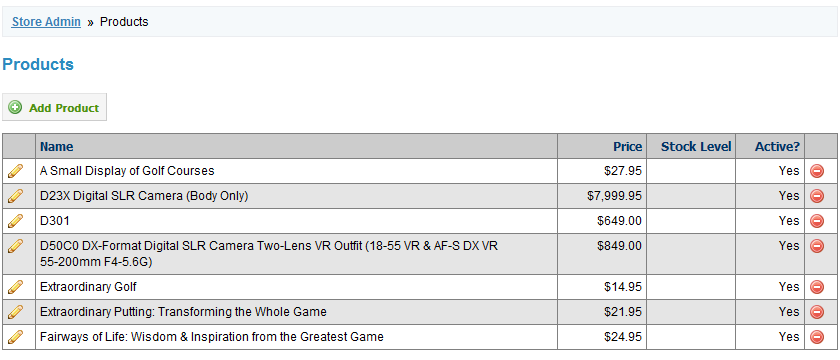 Store Admin » Products
Products
Add Product
Name Price Stock Level Active?
A Small Display of Golf Courses $27.95 Yes
D23X Digital SLR Camera (Body Only) $7,999.95 Yes
D301 $649.00 Yes
D50C0 DX-Format Digital SLR Camera Two-Lens VR Outfit (18-55 VR & AF-S DX VR $849.00 Yes
55-200mm F4-5.6G)
Extraordinary Golf $14.95 Yes
Extraordinary Putting: Transforming the Whole Game $21.95 Yes
Fairways of Life: Wisdom & Inspiration from the Greatest Game $24.95 Yes